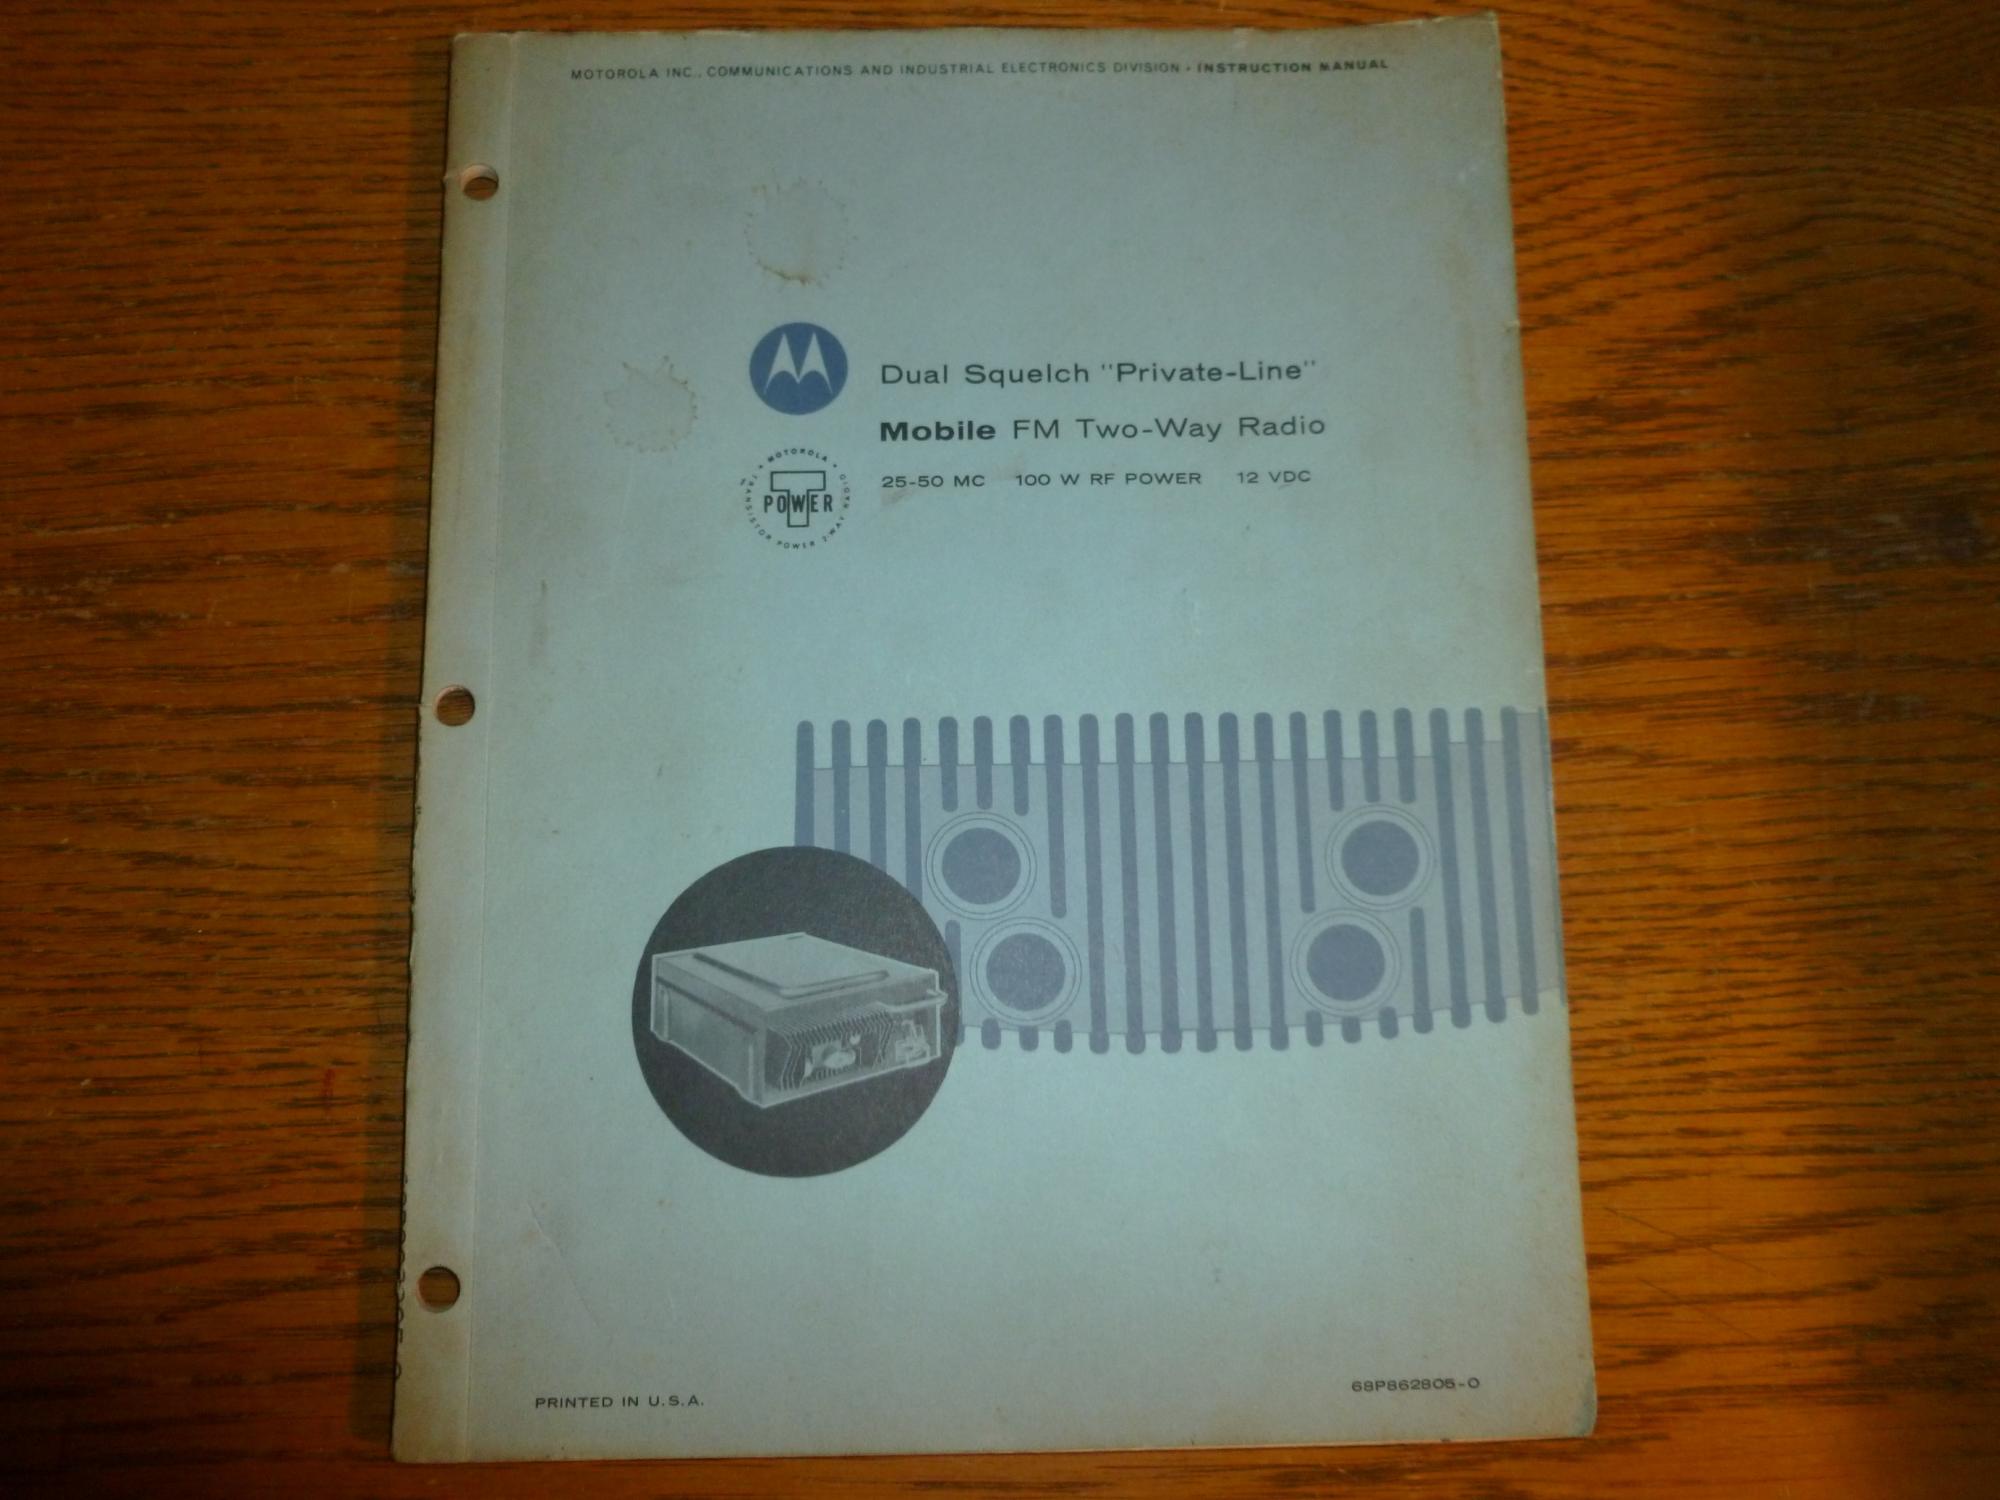 MOTOROLA INC., COMMUNICATIONS AND INDUSTRIAL ELECTRONICS DIVISION • INSTRUCTION MANUAL
Dual Squelch "Private-Line"
Mobile FM Two-Way Radio
25-50 MC 100 W RF POWER 12 VDC
MOTOROLA
TRANSISTOR POWER 2-WAY RADIO
T
POWER
PRINTED IN U.S.A.
68P862805-O